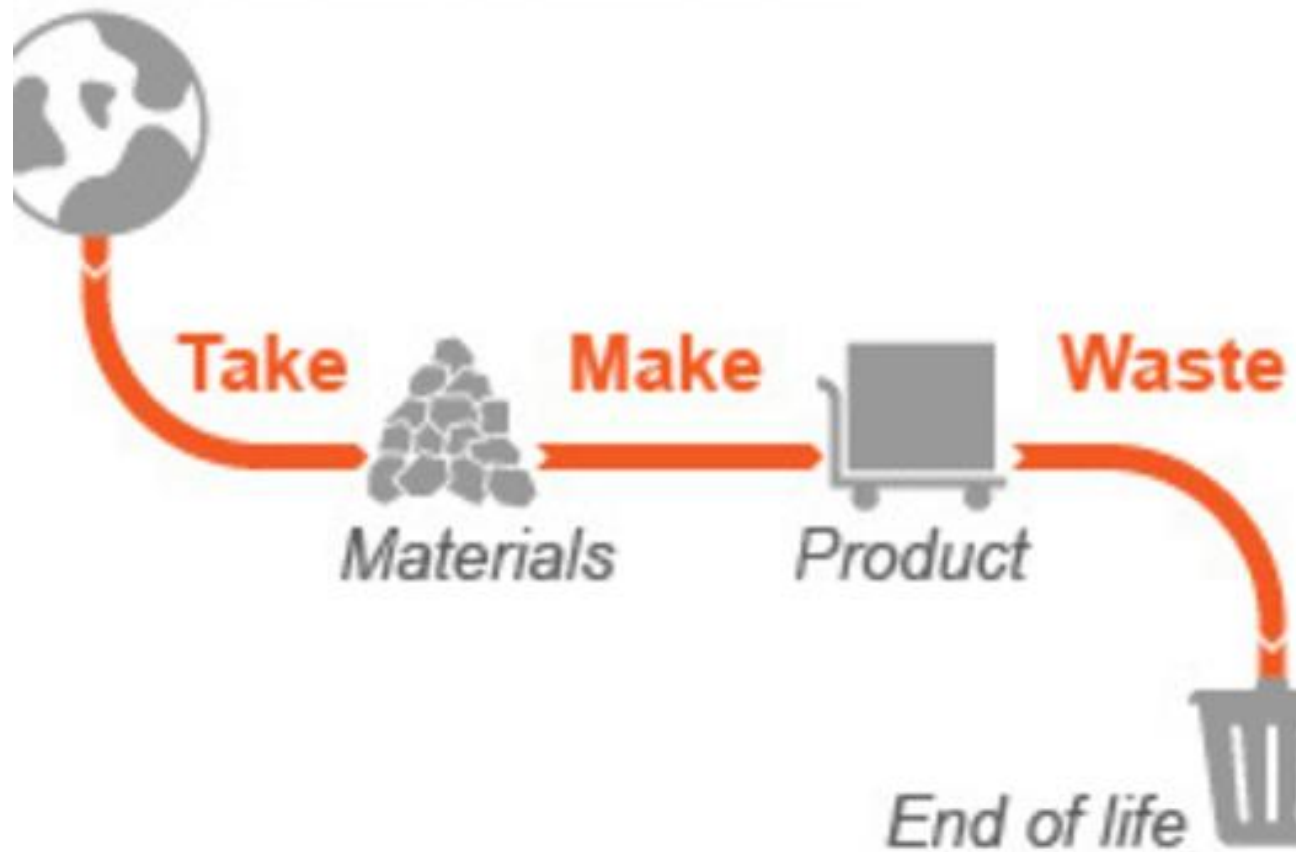 Take
Make
Waste
Materials
Product
End of life